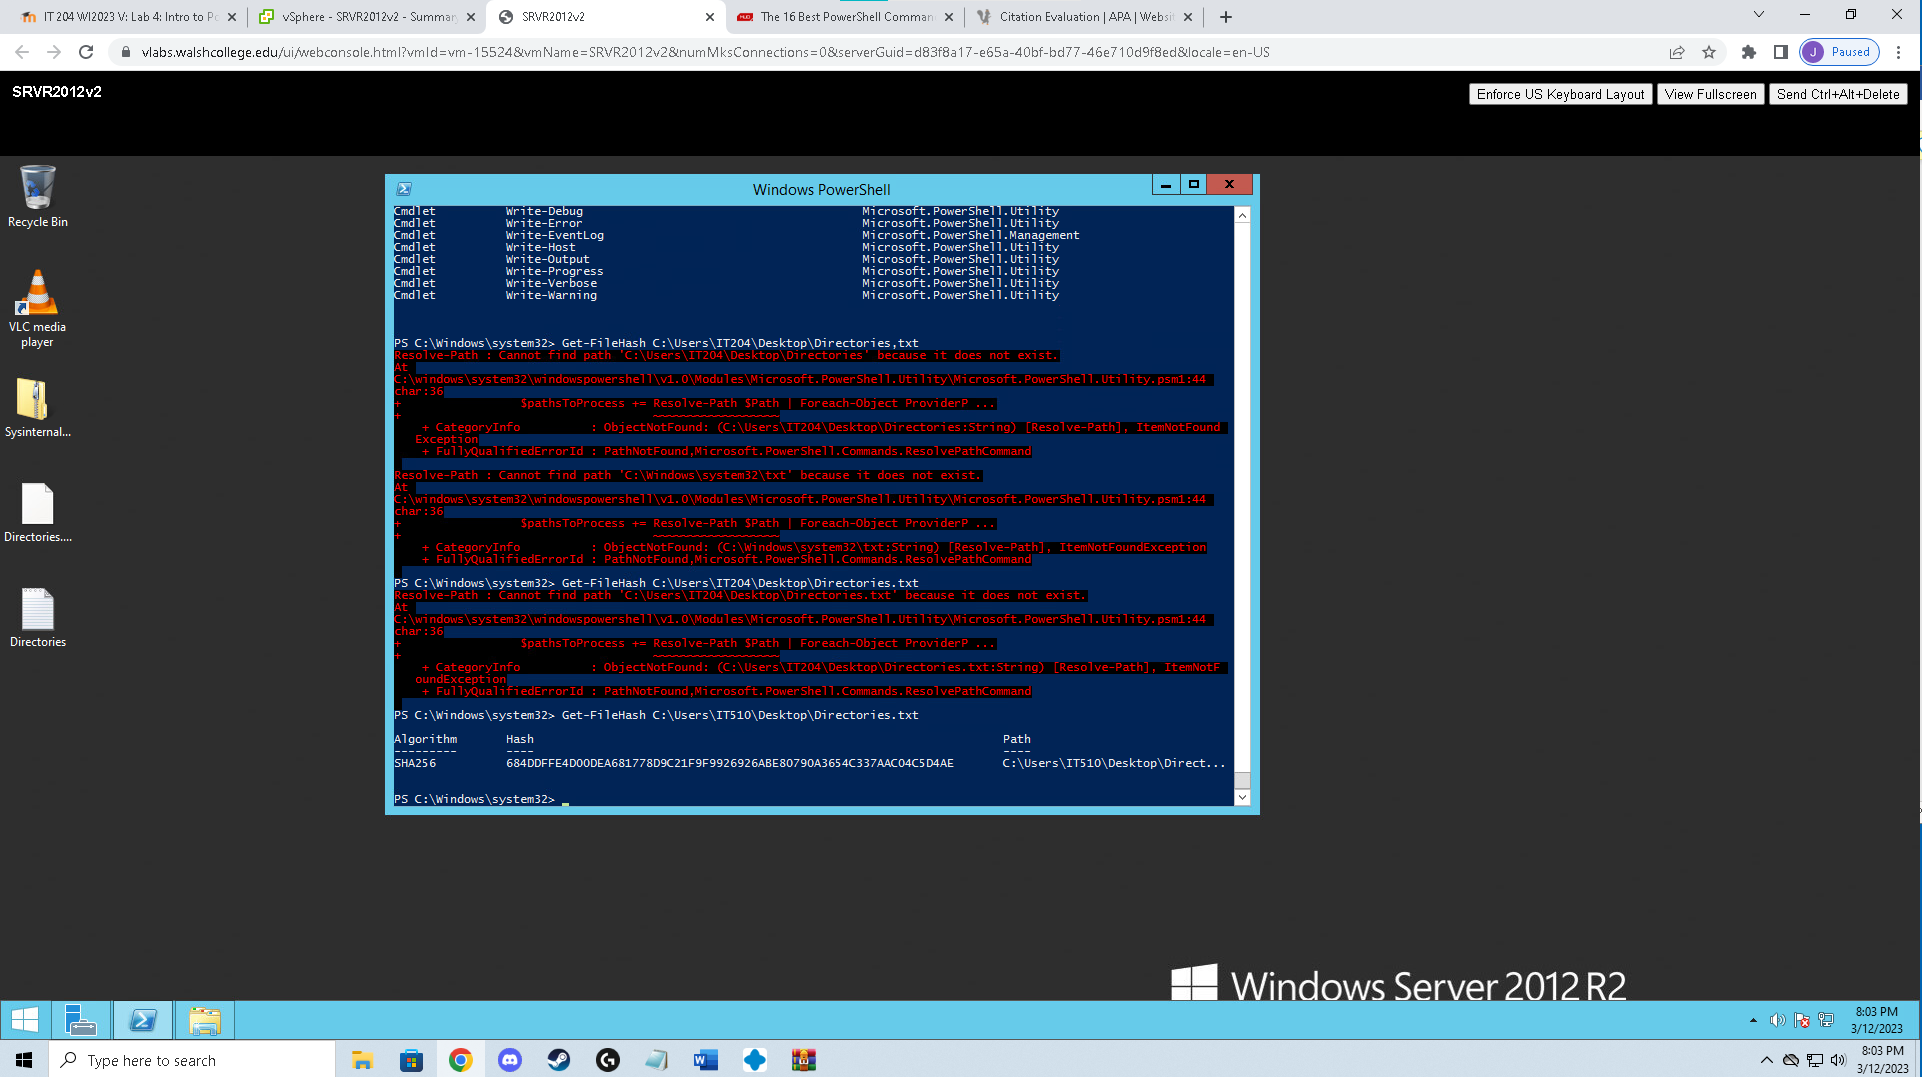 IT 204 WI2023 V: Lab 4: Intro to Po
vSphere - SRVR2012v2 - Summary
SRVR2012v2
The 16 Best PowerShell Comman
Citation Evaluation | APA | Websit
vlabs.walshcollege.edu/ui/webconsole.html?vmId=vm-15524&vmName=SRVR2012v2&numMksConnections=0&serverGuid=d83f8a17-e65a-40bf-bd77-46e710d9f8ed&locale=en-US
J Paused
SRVR2012v2
Enforce US Keyboard Layout View Fullscreen Send Ctrl+Alt+Delete
Recycle Bin
VLC media
player
Sysinternal...
Directories....
Directories
Windows PowerShell
Cmdlet Write-Debug Microsoft.PowerShell.Utility
Cmdlet Write-Error Microsoft.PowerShell.Utility
Cmdlet Write-EventLog Microsoft.PowerShell.Management
Cmdlet Write-Host Microsoft.PowerShell.Utility
Cmdlet Write-Output Microsoft.PowerShell.Utility
Cmdlet Write-Progress Microsoft.PowerShell.Utility
Cmdlet Write-Verbose Microsoft.PowerShell.Utility
Cmdlet Write-Warning Microsoft.PowerShell.Utility
PS C:\Windows\system32> Get-FileHash C:\Users\IT204\Desktop\Directories,txt
Resolve-Path : Cannot find path 'C:\Users\IT204\Desktop\Directories' because it does not exist.
At
C:\windows\system32\windowspowershell\v1.0\Modules\Microsoft.PowerShell.Utility\Microsoft.PowerShell.Utility.psm1:44
char:36
+ $pathsToProcess += Resolve-Path $Path | Foreach-Object ProviderP ...
+ ~~~~~~~~~~~~~~~~~~
+ CategoryInfo : ObjectNotFound: (C:\Users\IT204\Desktop\Directories:String) [Resolve-Path], ItemNotFound
Exception
+ FullyQualifiedErrorId : PathNotFound,Microsoft.PowerShell.Commands.ResolvePathCommand
Resolve-Path : Cannot find path 'C:\Windows\system32\txt' because it does not exist.
At
C:\windows\system32\windowspowershell\v1.0\Modules\Microsoft.PowerShell.Utility\Microsoft.PowerShell.Utility.psm1:44
char:36
+ $pathsToProcess += Resolve-Path $Path | Foreach-Object ProviderP ...
+ ~~~~~~~~~~~~~~~~~~
+ CategoryInfo : ObjectNotFound: (C:\Windows\system32\txt:String) [Resolve-Path], ItemNotFoundException
+ FullyQualifiedErrorId : PathNotFound,Microsoft.PowerShell.Commands.ResolvePathCommand
PS C:\Windows\system32> Get-FileHash C:\Users\IT204\Desktop\Directories.txt
Resolve-Path : Cannot find path 'C:\Users\IT204\Desktop\Directories.txt' because it does not exist.
At
C:\windows\system32\windowspowershell\v1.0\Modules\Microsoft.PowerShell.Utility\Microsoft.PowerShell.Utility.psm1:44
char:36
+ $pathsToProcess += Resolve-Path $Path | Foreach-Object ProviderP ...
+ ~~~~~~~~~~~~~~~~~~
+ CategoryInfo : ObjectNotFound: (C:\Users\IT204\Desktop\Directories.txt:String) [Resolve-Path], ItemNotF
oundException
+ FullyQualifiedErrorId : PathNotFound,Microsoft.PowerShell.Commands.ResolvePathCommand
PS C:\Windows\system32> Get-FileHash C:\Users\IT510\Desktop\Directories.txt
Algorithm Hash Path
--------- ---- ----
SHA256 684DDFFE4D00DEA681778D9C21F9F9926926ABE80790A3654C337AAC04C5D4AE C:\Users\IT510\Desktop\Direct...
PS C:\Windows\system32> _
Windows Server 2012 R2
8:03 PM
3/12/2023
Type here to search
8:03 PM
3/12/2023